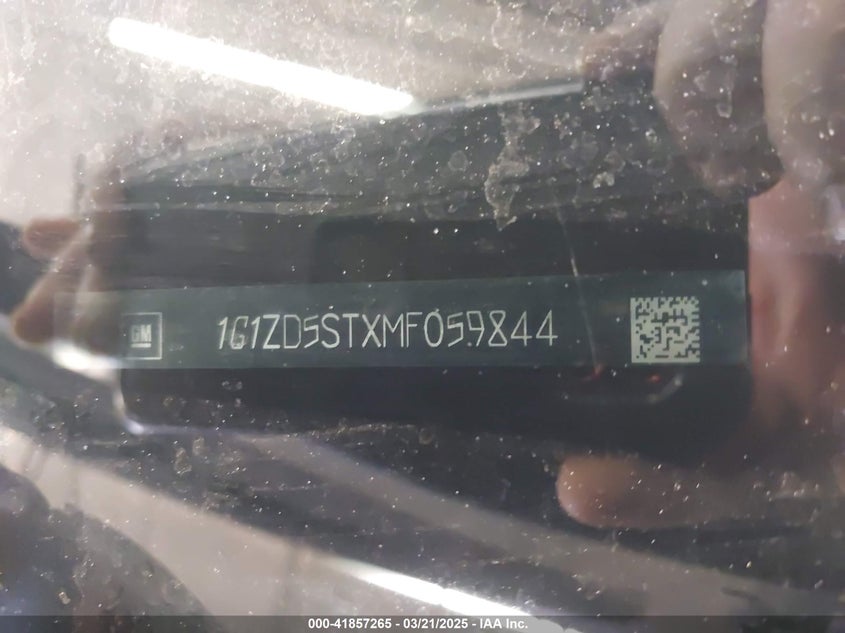 GM
1G1ZD5STXMF059844
000-41857265 - 03/21/2025 - IAA Inc.